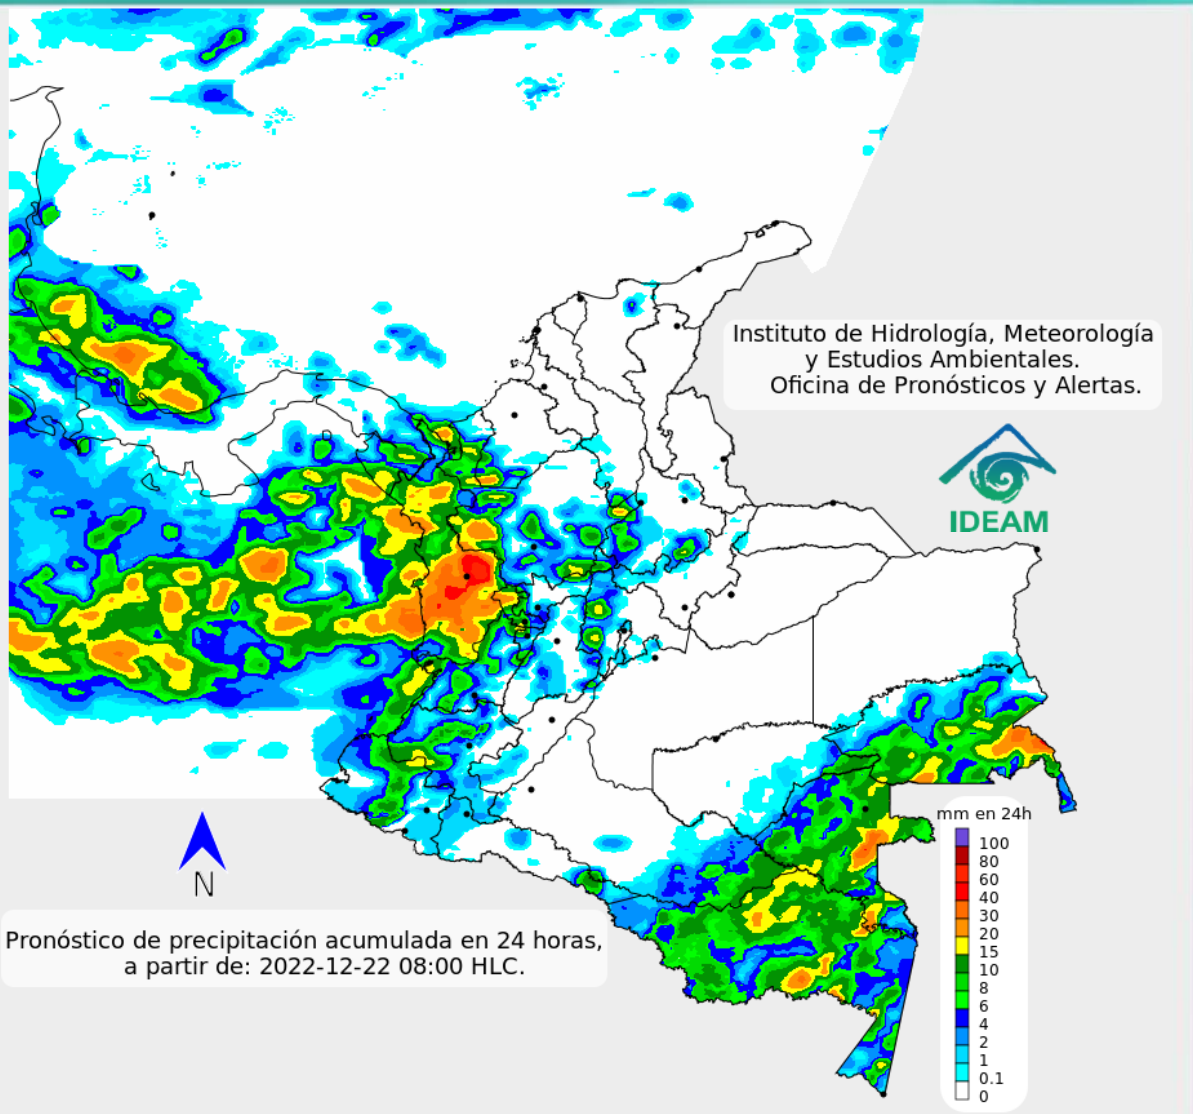 Instituto de Hidrología, Meteorología
y Estudios Ambientales.
Oficina de Pronósticos y Alertas.
IDEAM
mm en 24h
100
80
60
40
30
20
15
10
8
6
4
2
1
0.1
0
N
Pronóstico de precipitación acumulada en 24 horas,
a partir de: 2022-12-22 08:00 HLC.